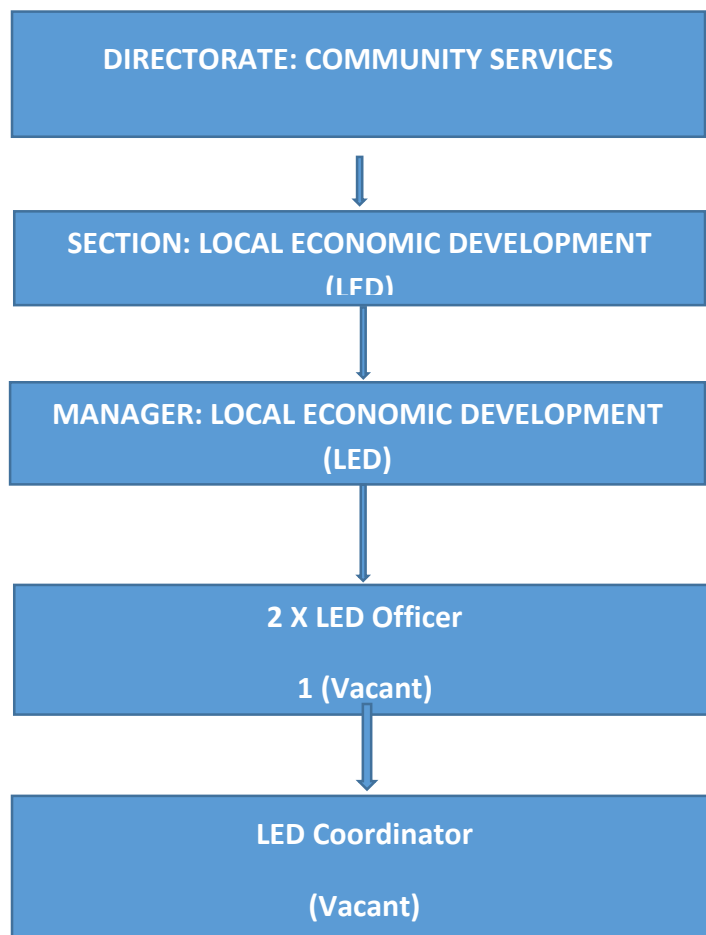 DIRECTORATE: COMMUNITY SERVICES
SECTION: LOCAL ECONOMIC DEVELOPMENT
(LED)
MANAGER: LOCAL ECONOMIC DEVELOPMENT
(LED)
2 X LED Officer
1 (Vacant)
LED Coordinator
(Vacant)